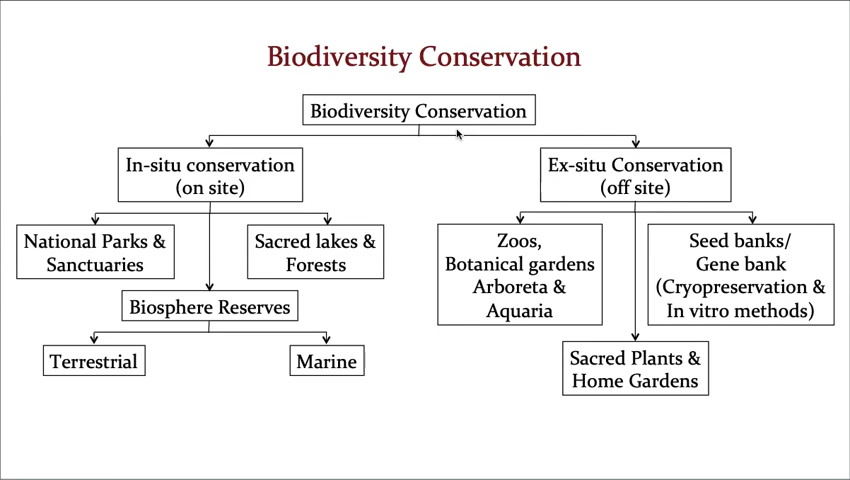 Biodiversity Conservation
Biodiversity Conservation
In-situ conservation
(on site)
Ex-situ Conservation
(off site)
National Parks &
Sanctuaries
Sacred lakes &
Forests
Zoos,
Botanical gardens
Arboreta &
Aquaria
Seed banks/
Gene bank
(Cryopreservation &
In vitro methods)
Biosphere Reserves
Terrestrial
Marine
Sacred Plants &
Home Gardens